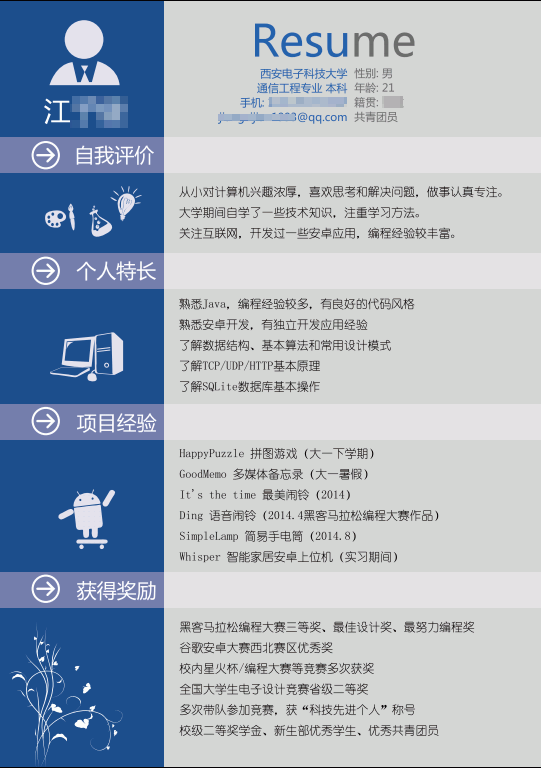 Resume
西安电子科技大学 性别: 男
通信工程专业 本科 年龄: 21
手机: 籍贯:
@qq.com 共青团员
江
自我评价
从小对计算机兴趣浓厚，喜欢思考和解决问题，做事认真专注。
大学期间自学了一些技术知识，注重学习方法。
关注互联网，开发过一些安卓应用，编程经验较丰富。
个人特长
熟悉Java，编程经验较多，有良好的代码风格
熟悉安卓开发，有独立开发应用经验
了解数据结构、基本算法和常用设计模式
了解TCP/UDP/HTTP基本原理
了解SQLite数据库基本操作
项目经验
HappyPuzzle 拼图游戏（大一下学期）
GoodMemo 多媒体备忘录（大一暑假）
It's the time 最美闹铃（2014）
Ding 语音闹铃（2014.4黑客马拉松编程大赛作品）
SimpleLamp 简易手电筒（2014.8）
Whisper 智能家居安卓上位机（实习期间）
获得奖励
黑客马拉松编程大赛三等奖、最佳设计奖、最努力编程奖
谷歌安卓大赛西北赛区优秀奖
校内星火杯/编程大赛等竞赛多次获奖
全国大学生电子设计竞赛省级二等奖
多次带队参加竞赛，获“科技先进个人”称号
校级二等奖学金、新生部优秀学生、优秀共青团员